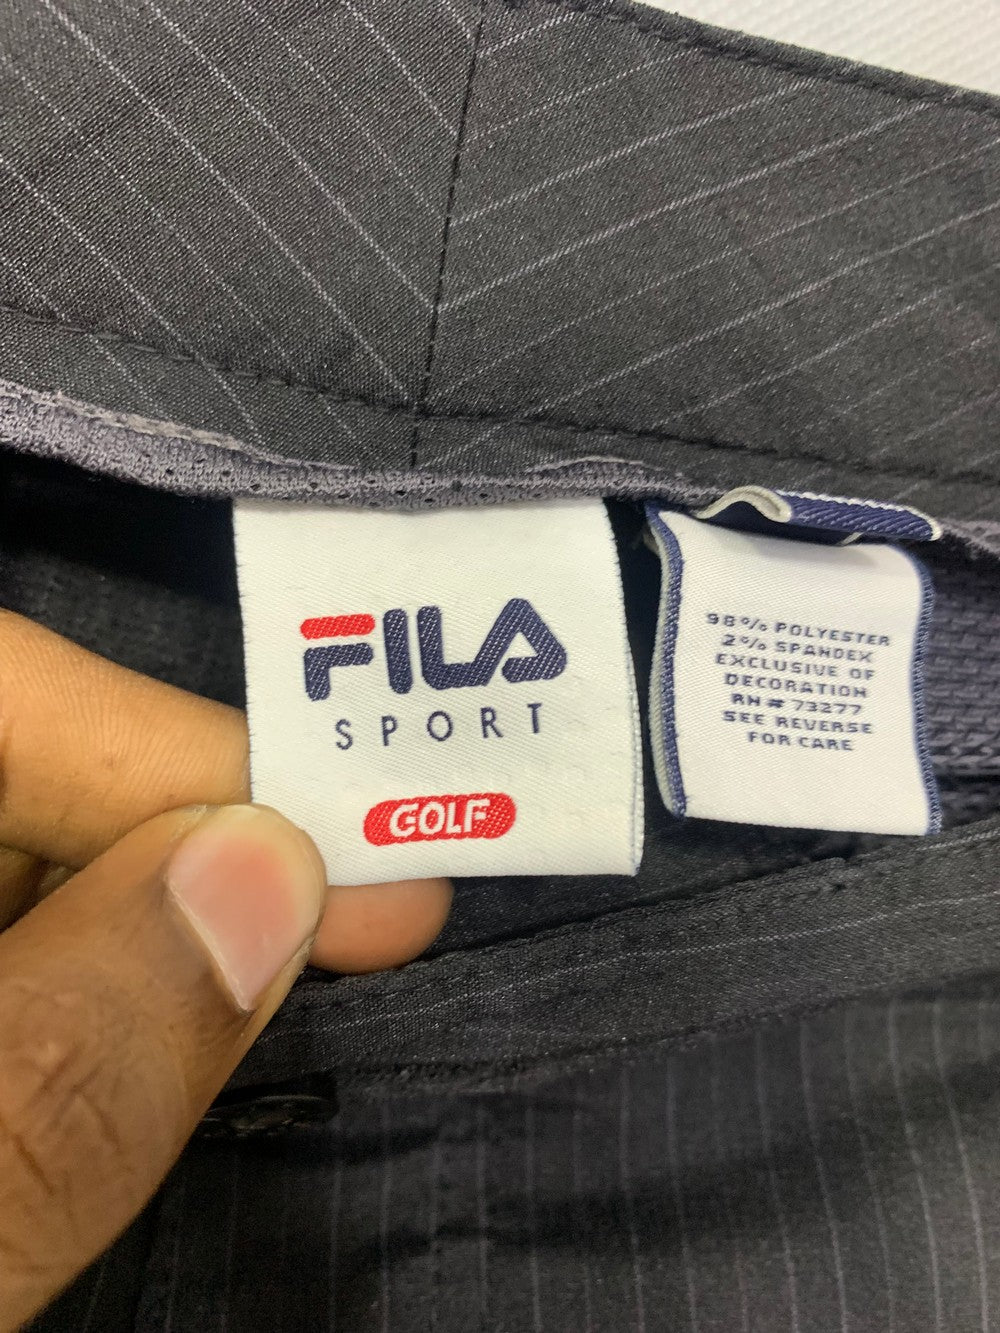 FILA
SPORT
GOLF
98% POLYESTER
2% SPANDEX
EXCLUSIVE OF
DECORATION
RN # 73277
SEE REVERSE
FOR CARE